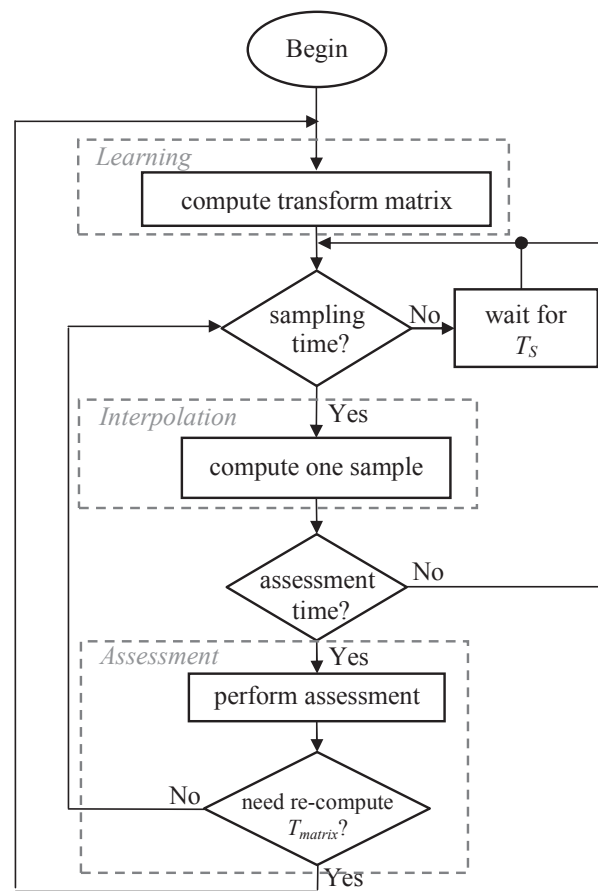 Begin
Learning
compute transform matrix
sampling
time?
No
wait for
T_S
Yes
Interpolation
compute one sample
assessment
time?
No
Yes
Assessment
perform assessment
need re-compute
T_matrix?
No
Yes